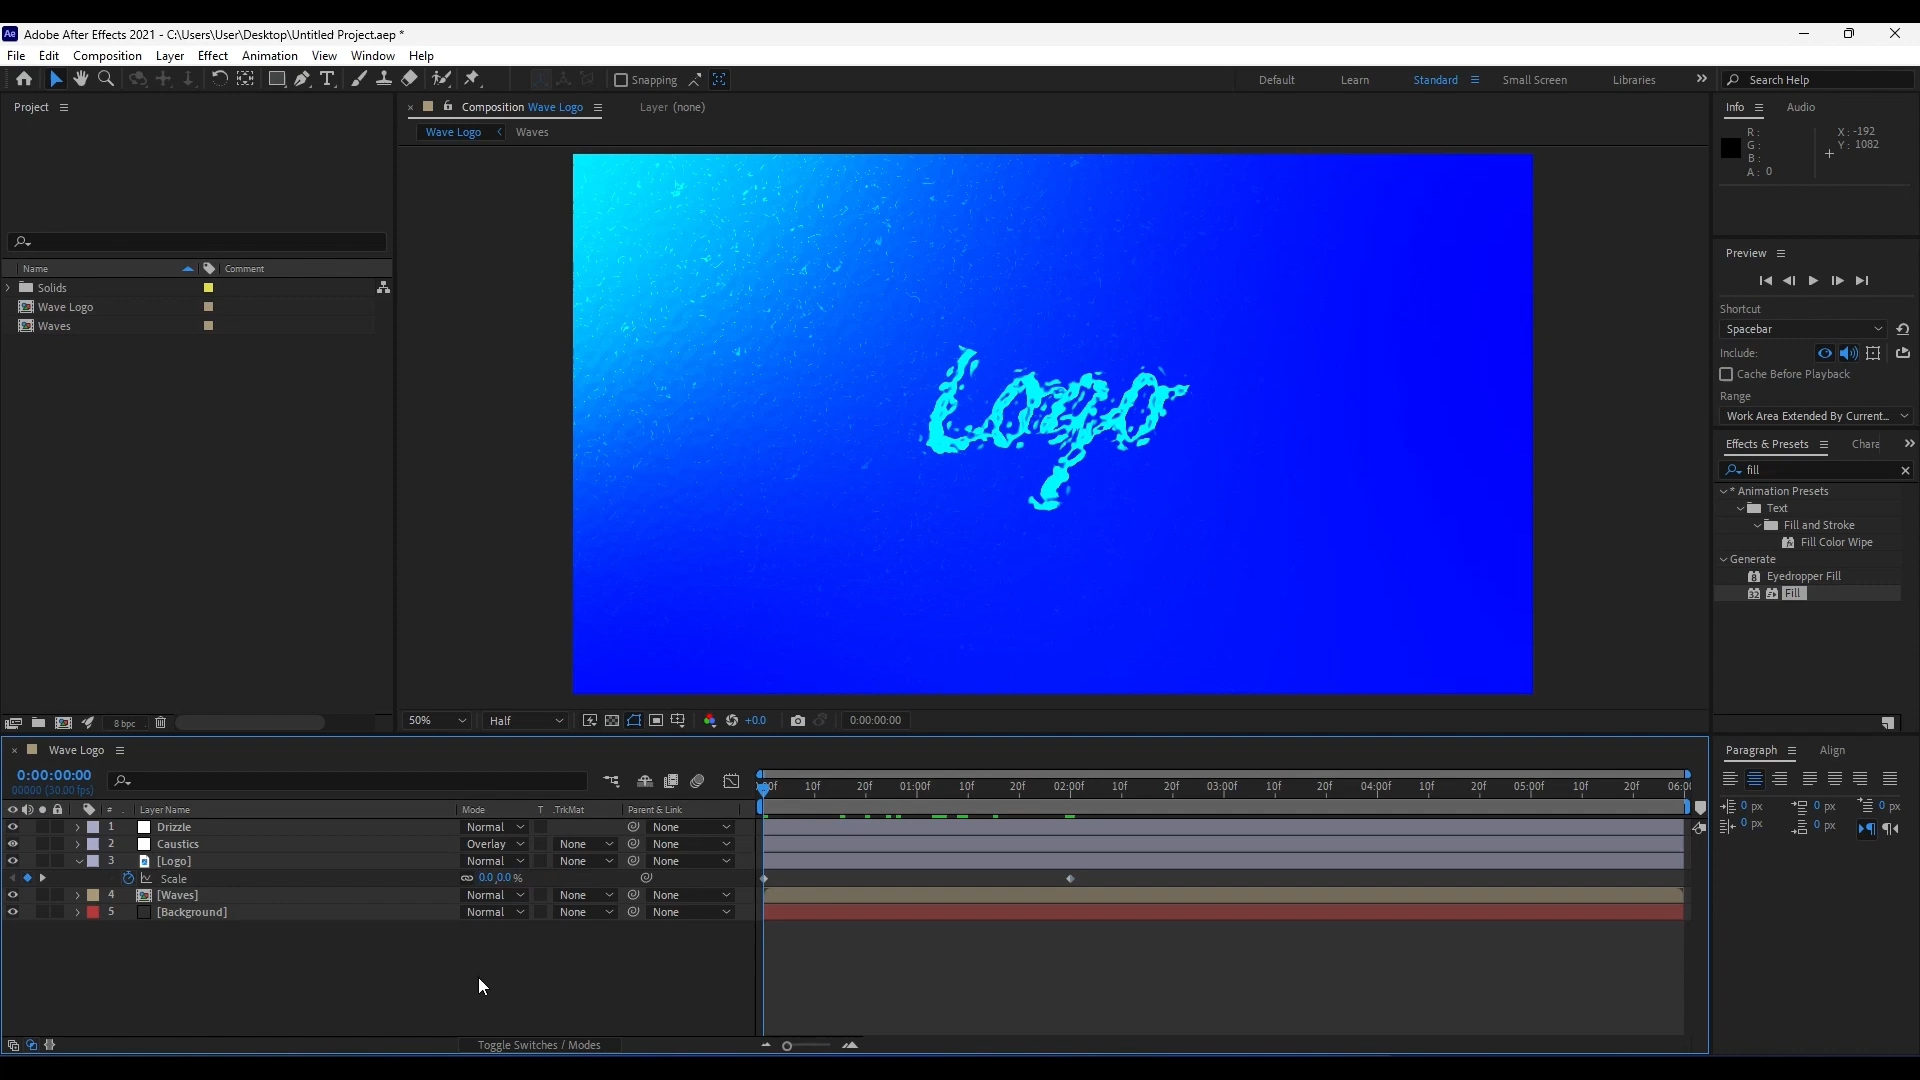 Ae Adobe After Effects 2021 - C:\Users\User\Desktop\Untitled Project.aep *
File Edit Composition Layer Effect Animation View Window Help
Snapping Default Learn Standard Small Screen Libraries Search Help
Project
Composition Wave Logo Layer (none)
Wave Logo Waves
Name Comment
Solids
Wave Logo
Waves
Logo
8 bpc
50% Half +0.0 0:00:00:00
Info Audio
R: X: -192
G: Y: 1082
B:
A: 0
Preview
Shortcut
Spacebar
Include:
Cache Before Playback
Range
Work Area Extended By Current...
Effects & Presets Chara
fill
* Animation Presets
Text
Fill and Stroke
Fill Color Wipe
Generate
Eyedropper Fill
Fill
Wave Logo
0:00:00:00
00000 (30.00 fps)
10f 20f 01:00f 10f 20f 02:00f 10f 20f 03:00f 10f 20f 04:00f 10f 20f 05:00f 10f 20f 06:0
# Layer Name Mode T .TrkMat Parent & Link
1 Drizzle Normal None
2 Caustics Overlay None None
3 [Logo] Normal None None
Scale 0.0,0.0%
4 [Waves] Normal None None
5 [Background] Normal None None
Toggle Switches / Modes
Paragraph Align
0 px 0 px 0 px
0 px 0 px